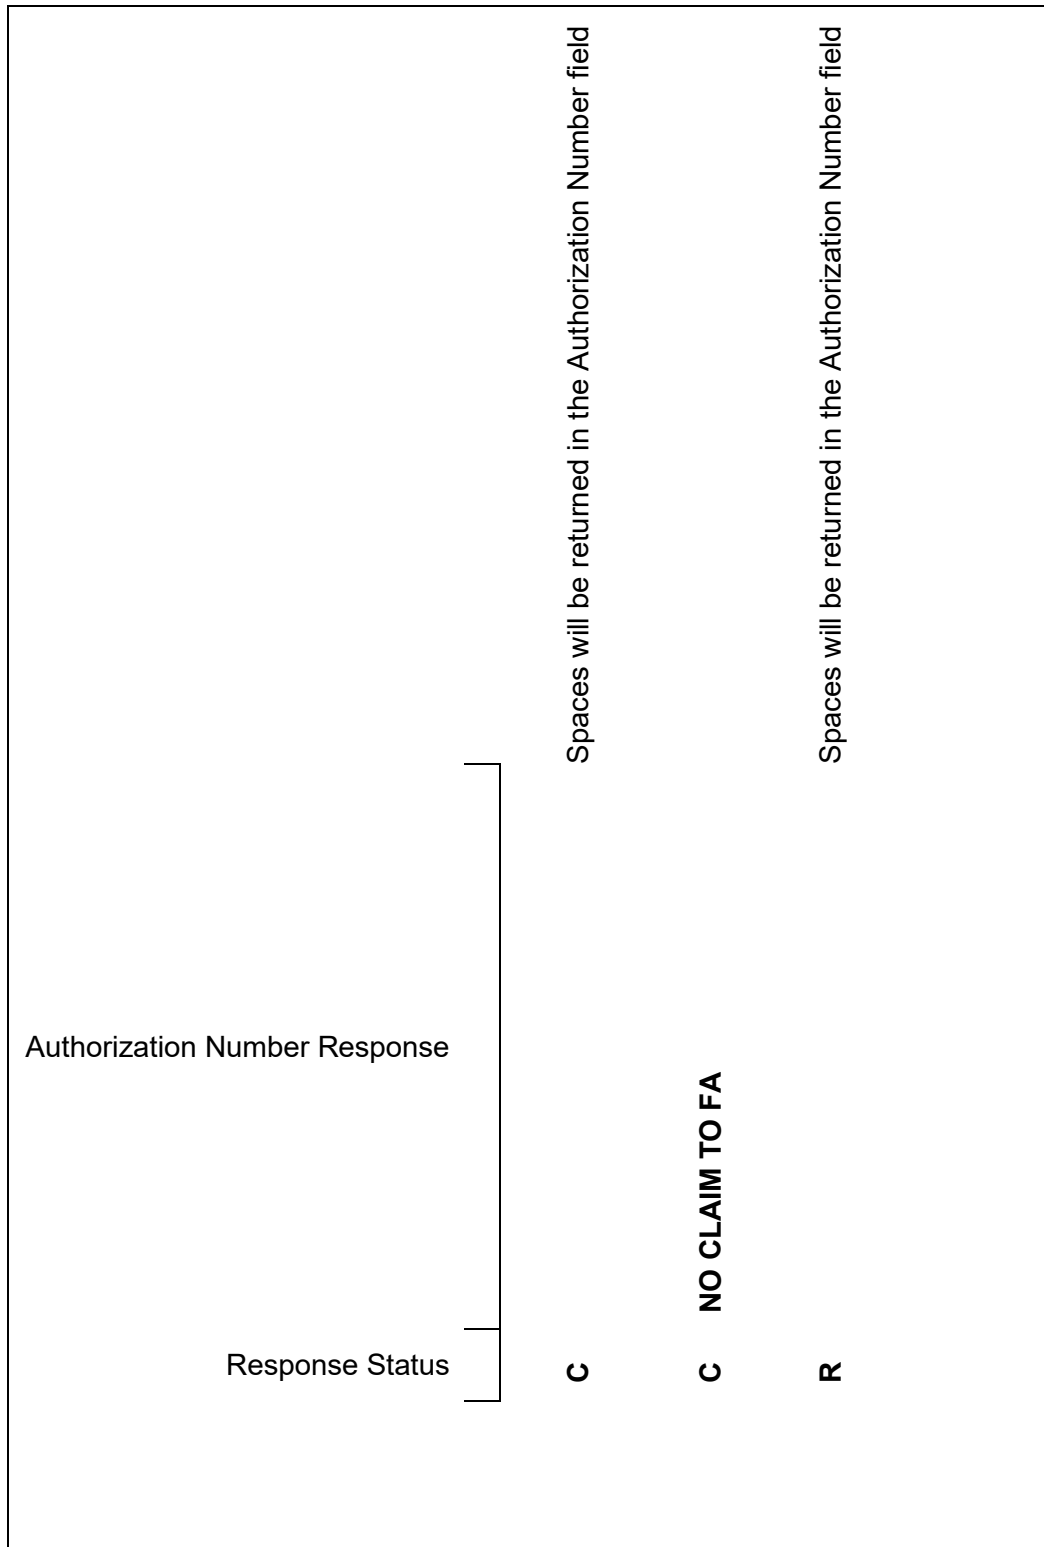 Authorization Number Response
Response Status
C Spaces will be returned in the Authorization Number field
C NO CLAIM TO FA
R Spaces will be returned in the Authorization Number field